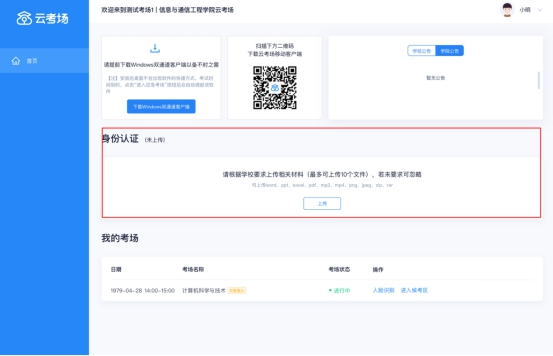 云考场
欢迎来到测试考场1 | 信息与通信工程学院云考场
小明
首页
请提前下载Windows双通道客户端以备不时之需
下载Windows双通道客户端
扫描下方二维码
下载云考场移动客户端
学校公告
学院公告
暂无公告
身份认证 (未上传)
请根据学校要求上传相关材料(最多可上传10个文件),若未要求可忽略
可上传word、ppt、excel、pdf、mp3、mp4、png、jpeg、zip、rar
上传
我的考场
日期 考场名称 考场状态 操作
1979-04-28 14:00-15:00 计算机科学与技术 进行中 人脸识别 进入候考区